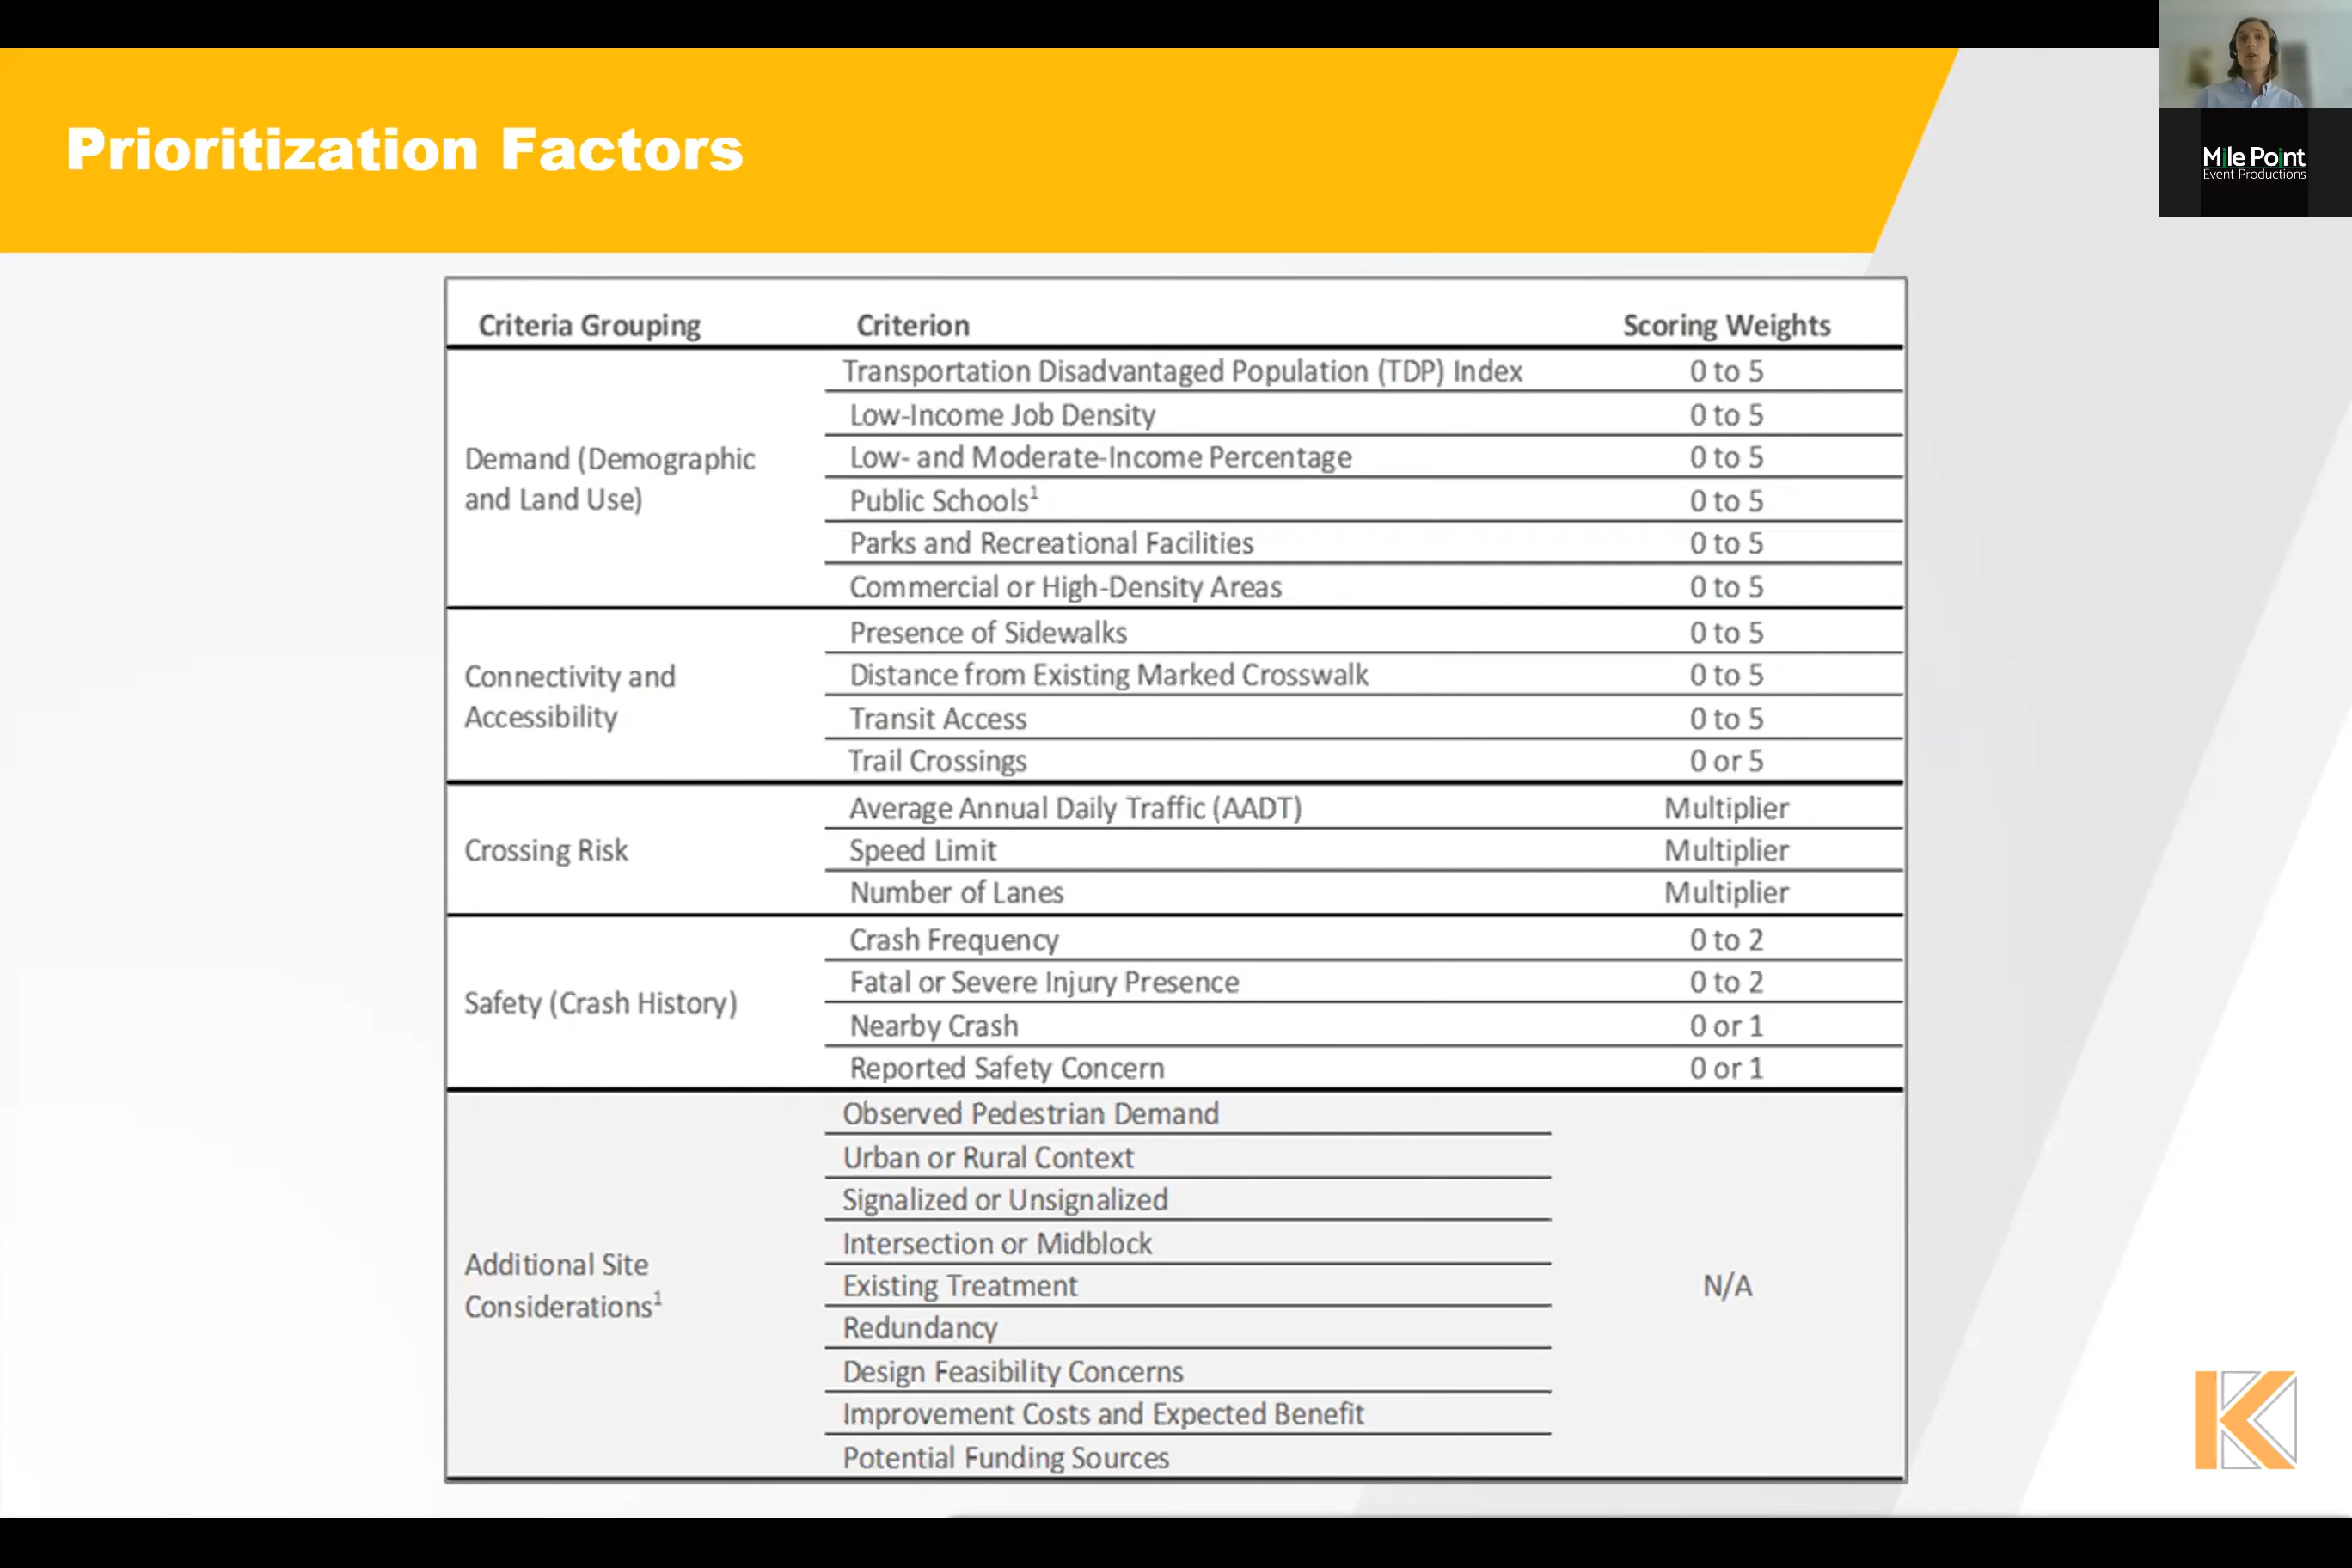 Prioritization Factors
Mile Point
Event Productions
Criteria Grouping Criterion Scoring Weights
Demand (Demographic
and Land Use)
Transportation Disadvantaged Population (TDP) Index 0 to 5
Low-Income Job Density 0 to 5
Low- and Moderate-Income Percentage 0 to 5
Public Schools¹ 0 to 5
Parks and Recreational Facilities 0 to 5
Commercial or High-Density Areas 0 to 5
Connectivity and
Accessibility
Presence of Sidewalks 0 to 5
Distance from Existing Marked Crosswalk 0 to 5
Transit Access 0 to 5
Trail Crossings 0 or 5
Crossing Risk
Average Annual Daily Traffic (AADT) Multiplier
Speed Limit Multiplier
Number of Lanes Multiplier
Safety (Crash History)
Crash Frequency 0 to 2
Fatal or Severe Injury Presence 0 to 2
Nearby Crash 0 or 1
Reported Safety Concern 0 or 1
Additional Site
Considerations¹
Observed Pedestrian Demand
Urban or Rural Context
Signalized or Unsignalized
Intersection or Midblock
Existing Treatment
Redundancy
Design Feasibility Concerns
Improvement Costs and Expected Benefit
Potential Funding Sources
N/A
K